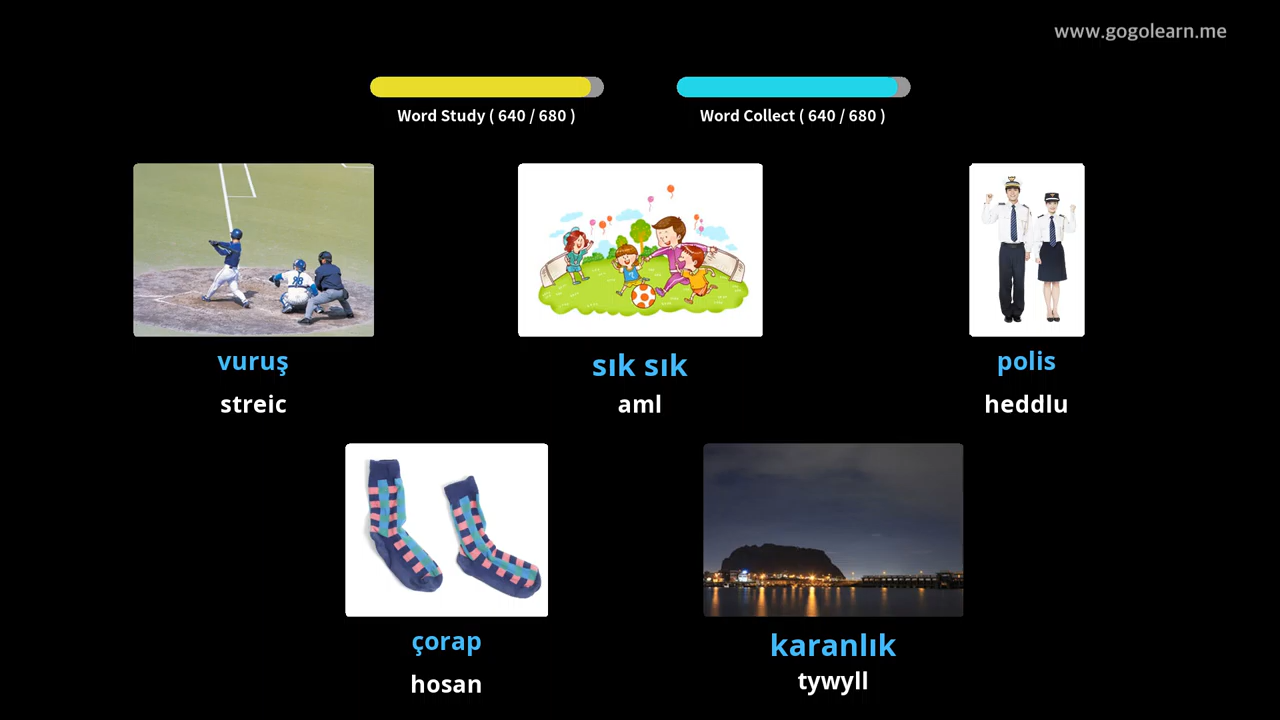 www.gogolearn.me
Word Study ( 640 / 680 )
Word Collect ( 640 / 680 )
vuruş
streic
sık sık
aml
polis
heddlu
çorap
hosan
karanlık
tywyll